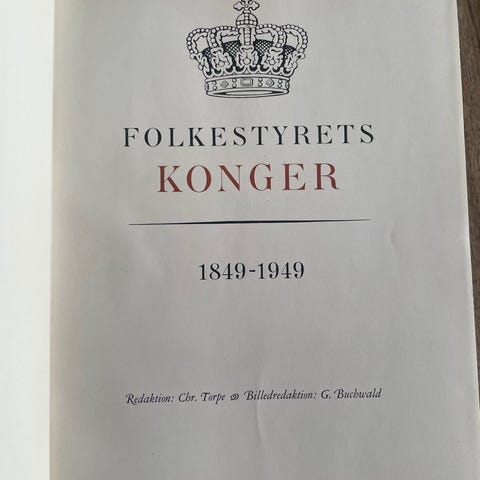 FOLKESTYRETS
KONGER
1849-1949
Redaktion: Chr. Torpe Billedredaktion: G. Buchwald